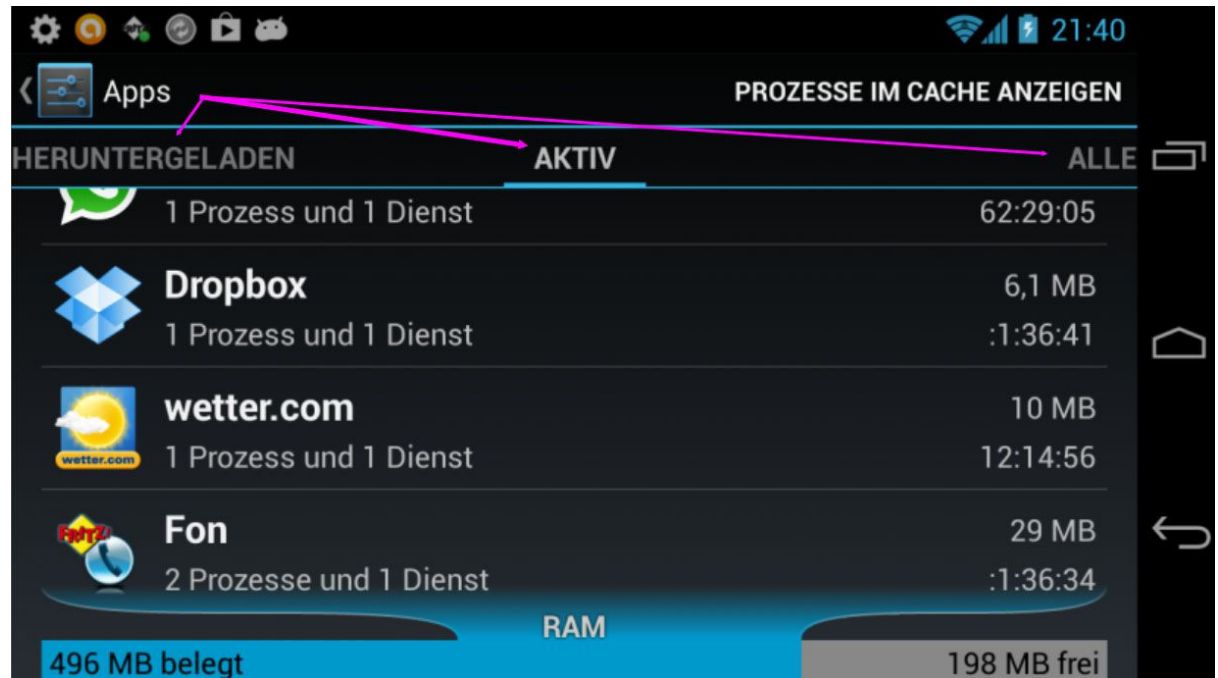 21:40
Apps
PROZESSE IM CACHE ANZEIGEN
HERUNTERGELADEN AKTIV ALLE
1 Prozess und 1 Dienst 62:29:05
Dropbox 6,1 MB
1 Prozess und 1 Dienst :1:36:41
wetter.com 10 MB
wetter.com
1 Prozess und 1 Dienst 12:14:56
FRITZ!
Fon 29 MB
2 Prozesse und 1 Dienst :1:36:34
RAM
496 MB belegt 198 MB frei